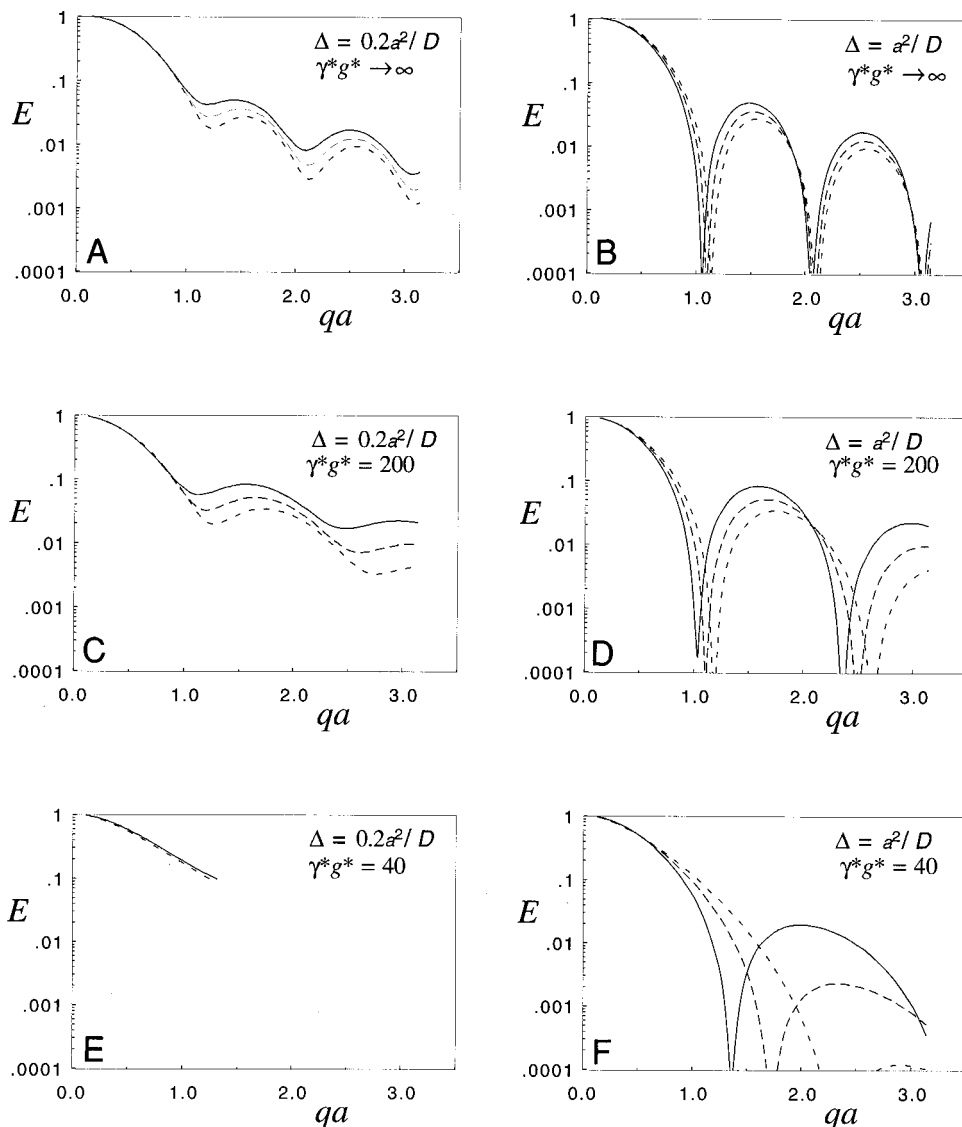 1
.1
E
.01
.001
.0001
0.0 1.0 2.0 3.0
qa
Δ = 0.2a²/ D
γ*g* → ∞
A
1
.1
E
.01
.001
.0001
0.0 1.0 2.0 3.0
qa
Δ = a²/ D
γ*g* → ∞
B
1
.1
E
.01
.001
.0001
0.0 1.0 2.0 3.0
qa
Δ = 0.2a²/ D
γ*g* = 200
C
1
.1
E
.01
.001
.0001
0.0 1.0 2.0 3.0
qa
Δ = a²/ D
γ*g* = 200
D
1
.1
E
.01
.001
.0001
0.0 1.0 2.0 3.0
qa
Δ = 0.2a²/ D
γ*g* = 40
E
1
.1
E
.01
.001
.0001
0.0 1.0 2.0 3.0
qa
Δ = a²/ D
γ*g* = 40
F